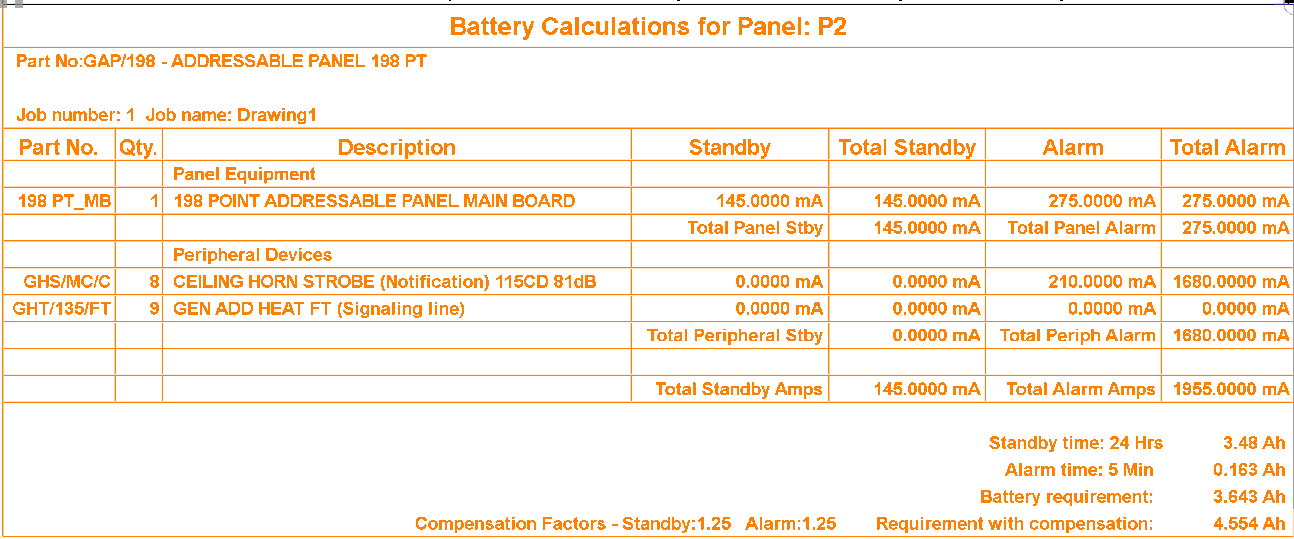 Battery Calculations for Panel: P2
Part No:GAP/198 - ADDRESSABLE PANEL 198 PT
Job number: 1 Job name: Drawing1
Part No. Qty. Description Standby Total Standby Alarm Total Alarm
Panel Equipment
198 PT_MB 1 198 POINT ADDRESSABLE PANEL MAIN BOARD 145.0000 mA 145.0000 mA 275.0000 mA 275.0000 mA
Total Panel Stby 145.0000 mA Total Panel Alarm 275.0000 mA
Peripheral Devices
GHS/MC/C 8 CEILING HORN STROBE (Notification) 115CD 81dB 0.0000 mA 0.0000 mA 210.0000 mA 1680.0000 mA
GHT/135/FT 9 GEN ADD HEAT FT (Signaling line) 0.0000 mA 0.0000 mA 0.0000 mA 0.0000 mA
Total Peripheral Stby 0.0000 mA Total Periph Alarm 1680.0000 mA
Total Standby Amps 145.0000 mA Total Alarm Amps 1955.0000 mA
Standby time: 24 Hrs 3.48 Ah
Alarm time: 5 Min 0.163 Ah
Battery requirement: 3.643 Ah
Compensation Factors - Standby:1.25 Alarm:1.25 Requirement with compensation: 4.554 Ah